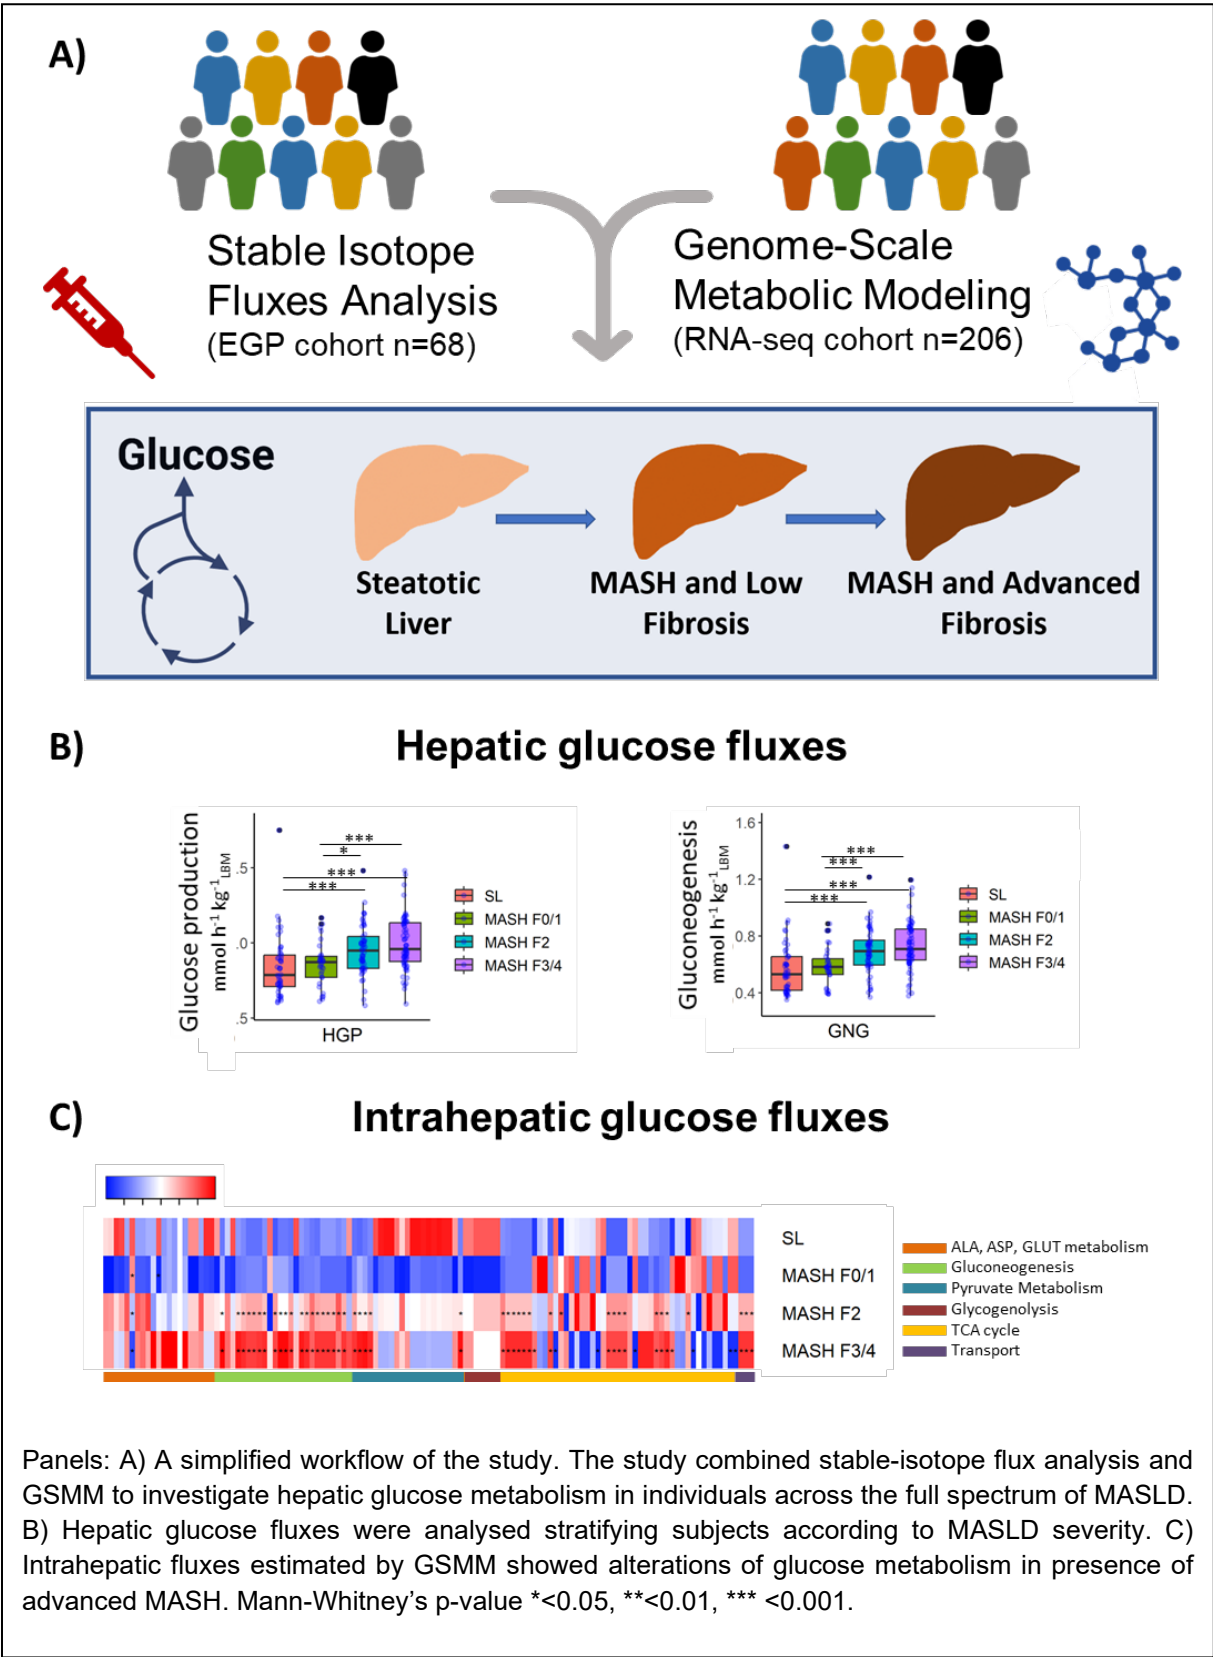 A)
Stable Isotope
Fluxes Analysis
(EGP cohort n=68)
Genome-Scale
Metabolic Modeling
(RNA-seq cohort n=206)
Glucose
Steatotic
Liver
MASH and Low
Fibrosis
MASH and Advanced
Fibrosis
B)
Hepatic glucose fluxes
Glucose production
mmol h-1 kg-1LBM
.5
.0
.5
***
*
***
***
HGP
SL
MASH F0/1
MASH F2
MASH F3/4
Gluconeogenesis
mmol h-1 kg-1LBM
1.6
1.2
0.8
0.4
***
***
***
***
GNG
SL
MASH F0/1
MASH F2
MASH F3/4
C)
Intrahepatic glucose fluxes
SL
MASH F0/1
MASH F2
MASH F3/4
ALA, ASP, GLUT metabolism
Gluconeogenesis
Pyruvate Metabolism
Glycogenolysis
TCA cycle
Transport
Panels: A) A simplified workflow of the study. The study combined stable-isotope flux analysis and
GSMM to investigate hepatic glucose metabolism in individuals across the full spectrum of MASLD.
B) Hepatic glucose fluxes were analysed stratifying subjects according to MASLD severity. C)
Intrahepatic fluxes estimated by GSMM showed alterations of glucose metabolism in presence of
advanced MASH. Mann-Whitney’s p-value *<0.05, **<0.01, *** <0.001.